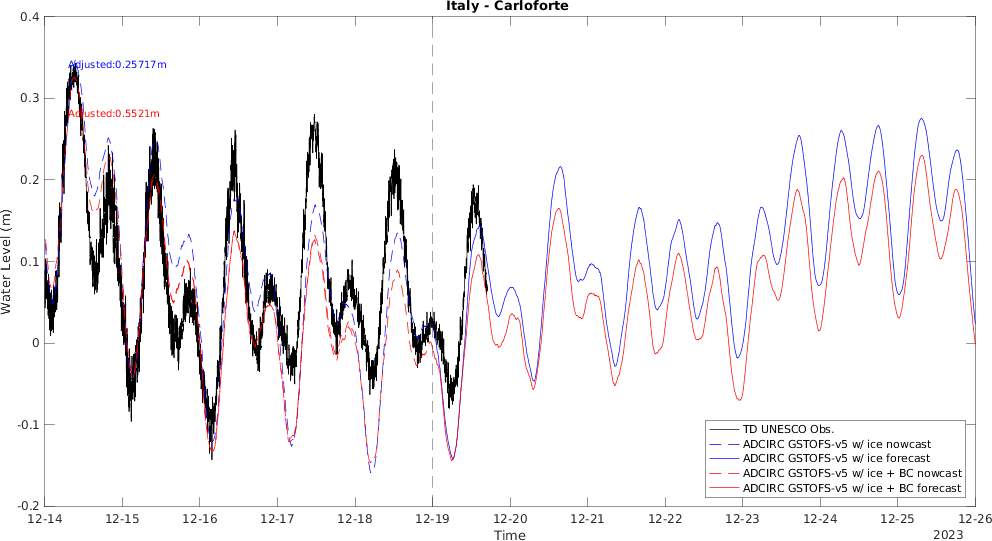 Italy - Carloforte
Water Level (m)
0.4
0.3
0.2
0.1
0
-0.1
-0.2
Adjusted:0.25717m
Adjusted:0.5521m
TD UNESCO Obs.
ADCIRC GSTOFS-v5 w/ ice nowcast
ADCIRC GSTOFS-v5 w/ ice forecast
ADCIRC GSTOFS-v5 w/ ice + BC nowcast
ADCIRC GSTOFS-v5 w/ ice + BC forecast
12-14 12-15 12-16 12-17 12-18 12-19 12-20 12-21 12-22 12-23 12-24 12-25 12-26
Time
2023